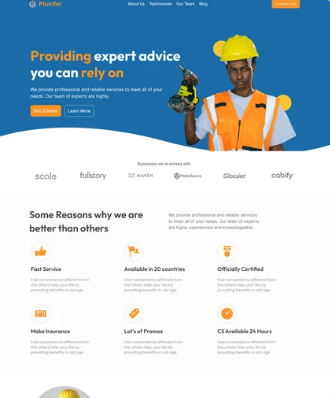 Plumfer
About Us Testimonials Our Team Blog
Contact Us
Providing expert advice
you can rely on
We provide professional and reliable services to meet all of your
needs. Our team of experts are highly.
Get a Quote Learn More
Businesses we've worked with
scale fullstory MAVEN MakeSpace Glossier. cabify
Some Reasons why we are
better than others
We provide professional and reliable services
to meet all of your needs. Our team of experts
are highly experienced and knowledgeable
Fast Service Available in 20 countries Officially Certified
Fast convenience different from
the others help your life by
providing benefits in old age
Fast convenience different from
the others help your life by
providing benefits in old age
Fast convenience different from
the others help your life by
providing benefits in old age
Make Insurance Lot's of Promos CS Available 24 Hours
Fast convenience different from
the others help your life by
providing benefits in old age
Fast convenience different from
the others help your life by
providing benefits in old age
Fast convenience different from
the others help your life by
providing benefits in old age